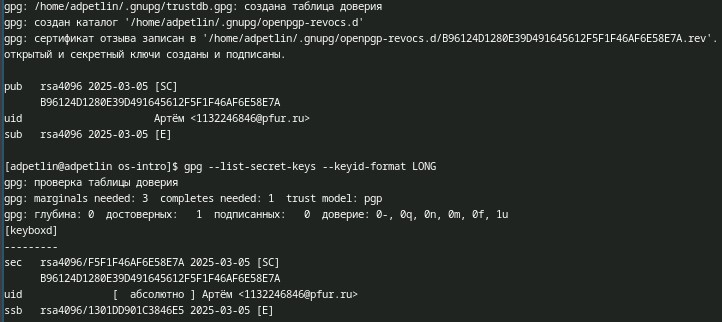 gpg: /home/adpetlin/.gnupg/trustdb.gpg: создана таблица доверия
gpg: создан каталог '/home/adpetlin/.gnupg/openpgp-revocs.d'
gpg: сертификат отзыва записан в '/home/adpetlin/.gnupg/openpgp-revocs.d/B96124D1280E39D491645612F5F1F46AF6E58E7A.rev'.
открытый и секретный ключи созданы и подписаны.

pub   rsa4096 2025-03-05 [SC]
      B96124D1280E39D491645612F5F1F46AF6E58E7A
uid                      Артём <1132246846@pfur.ru>
sub   rsa4096 2025-03-05 [E]

[adpetlin@adpetlin os-intro]$ gpg --list-secret-keys --keyid-format LONG
gpg: проверка таблицы доверия
gpg: marginals needed: 3  completes needed: 1  trust model: pgp
gpg: глубина: 0  достоверных:   1  подписанных:   0  доверие: 0-, 0q, 0n, 0m, 0f, 1u
[keyboxd]
---------
sec   rsa4096/F5F1F46AF6E58E7A 2025-03-05 [SC]
      B96124D1280E39D491645612F5F1F46AF6E58E7A
uid               [  абсолютно ] Артём <1132246846@pfur.ru>
ssb   rsa4096/1301DD901C3846E5 2025-03-05 [E]